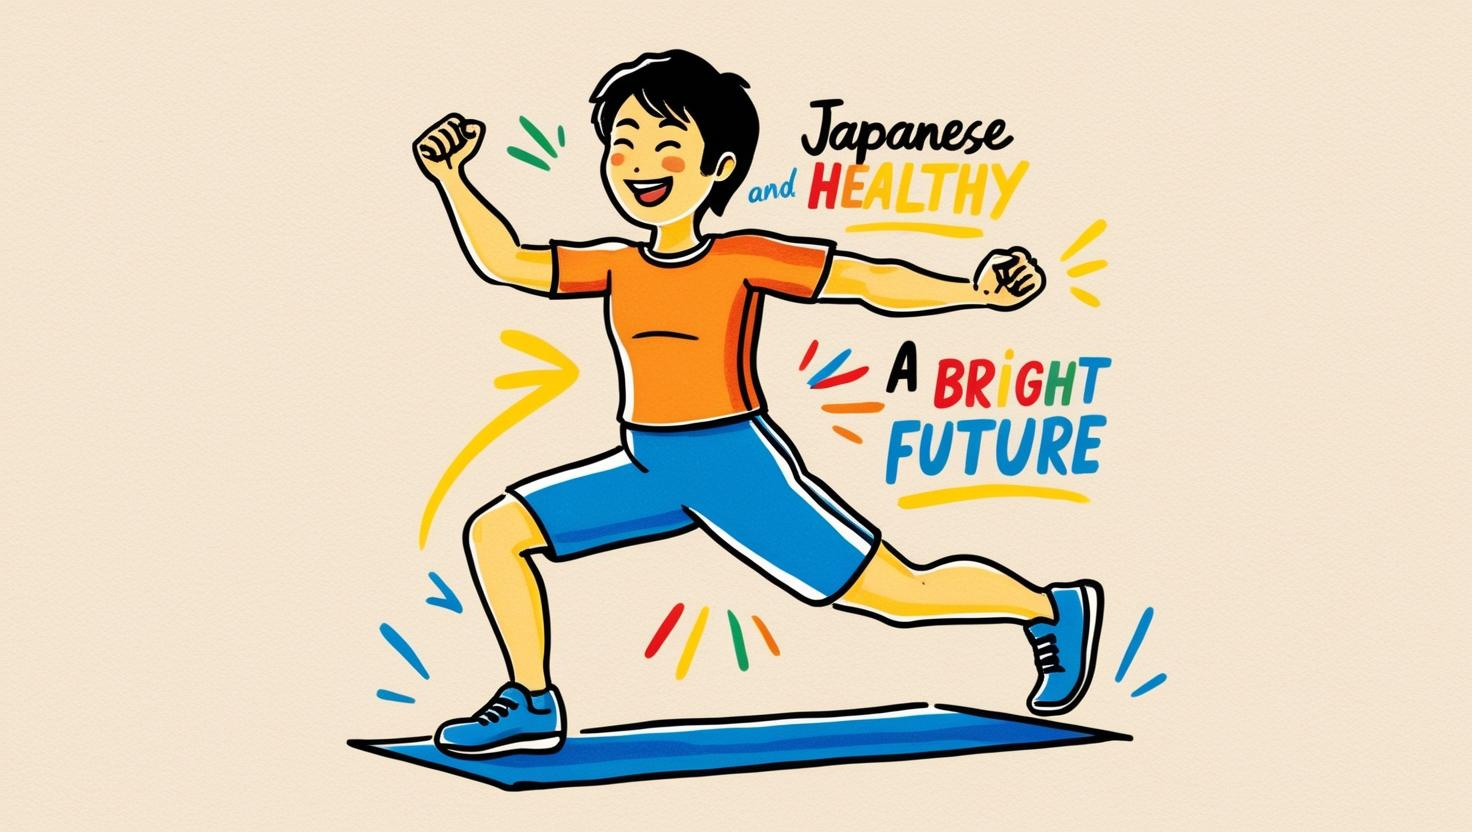 Japanese
and HEALTHY
A BRiGHT
FUTURE